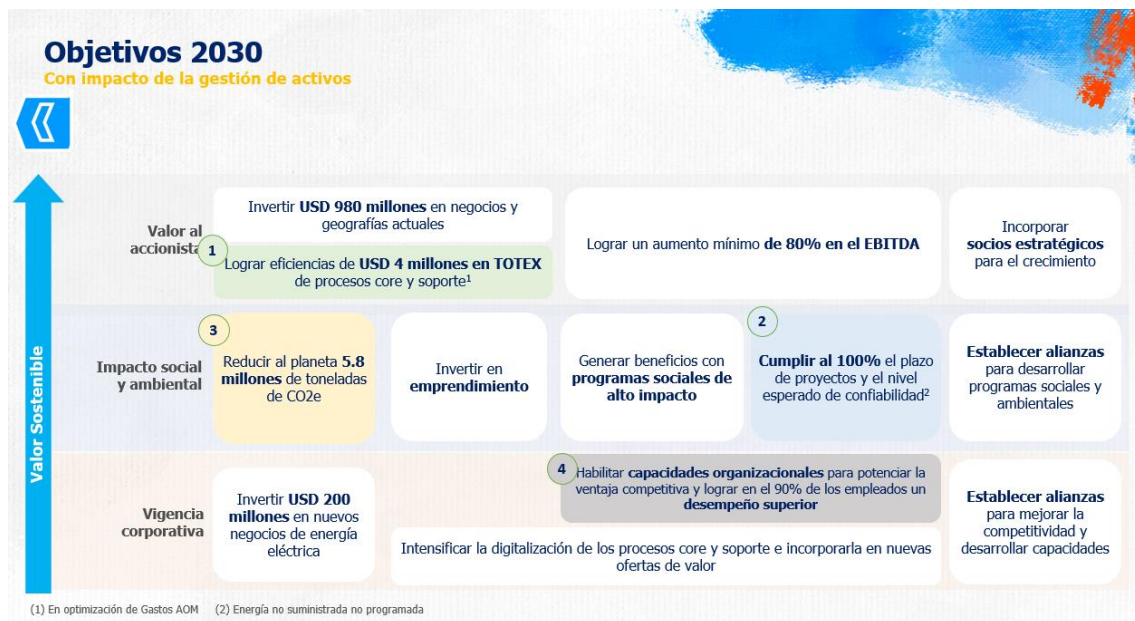 Objetivos 2030
Con impacto de la gestión de activos
Valor Sostenible
Valor al
accionista
Invertir USD 980 millones en negocios y
geografías actuales
1
Lograr eficiencias de USD 4 millones en TOTEX
de procesos core y soporte¹
Lograr un aumento mínimo de 80% en el EBITDA
Incorporar
socios estratégicos
para el crecimiento
Impacto social
y ambiental
3
Reducir al planeta 5.8
millones de toneladas
de CO2e
Invertir en
emprendimiento
Generar beneficios con
programas sociales de
alto impacto
2
Cumplir al 100% el plazo
de proyectos y el nivel
esperado de confiabilidad²
Establecer alianzas
para desarrollar
programas sociales y
ambientales
Vigencia
corporativa
Invertir USD 200
millones en nuevos
negocios de energía
eléctrica
4
Habilitar capacidades organizacionales para potenciar la
ventaja competitiva y lograr en el 90% de los empleados un
desempeño superior
Intensificar la digitalización de los procesos core y soporte e incorporarla en nuevas
ofertas de valor
Establecer alianzas
para mejorar la
competitividad y
desarrollar capacidades
(1) En optimización de Gastos AOM (2) Energía no suministrada no programada